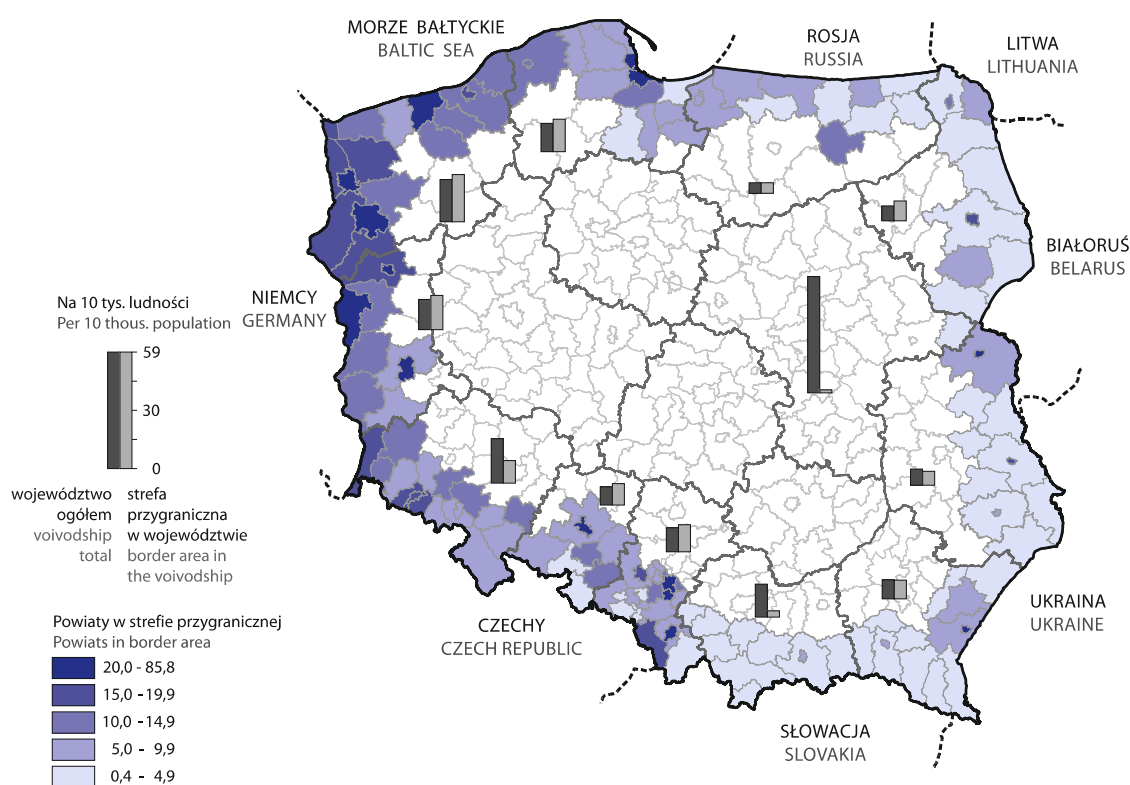 MORZE BAŁTYCKIE
BALTIC SEA
ROSJA
RUSSIA
LITWA
LITHUANIA
BIAŁORUŚ
BELARUS
NIEMCY
GERMANY
Na 10 tys. ludności
Per 10 thous. population
59
30
0
województwo
ogółem
voivodship
total
strefa
przygraniczna
w województwie
border area in
the voivodship
CZECHY
CZECH REPUBLIC
UKRAINA
UKRAINE
SŁOWACJA
SLOVAKIA
Powiaty w strefie przygranicznej
Powiats in border area
20,0 - 85,8
15,0 - 19,9
10,0 - 14,9
5,0 - 9,9
0,4 - 4,9